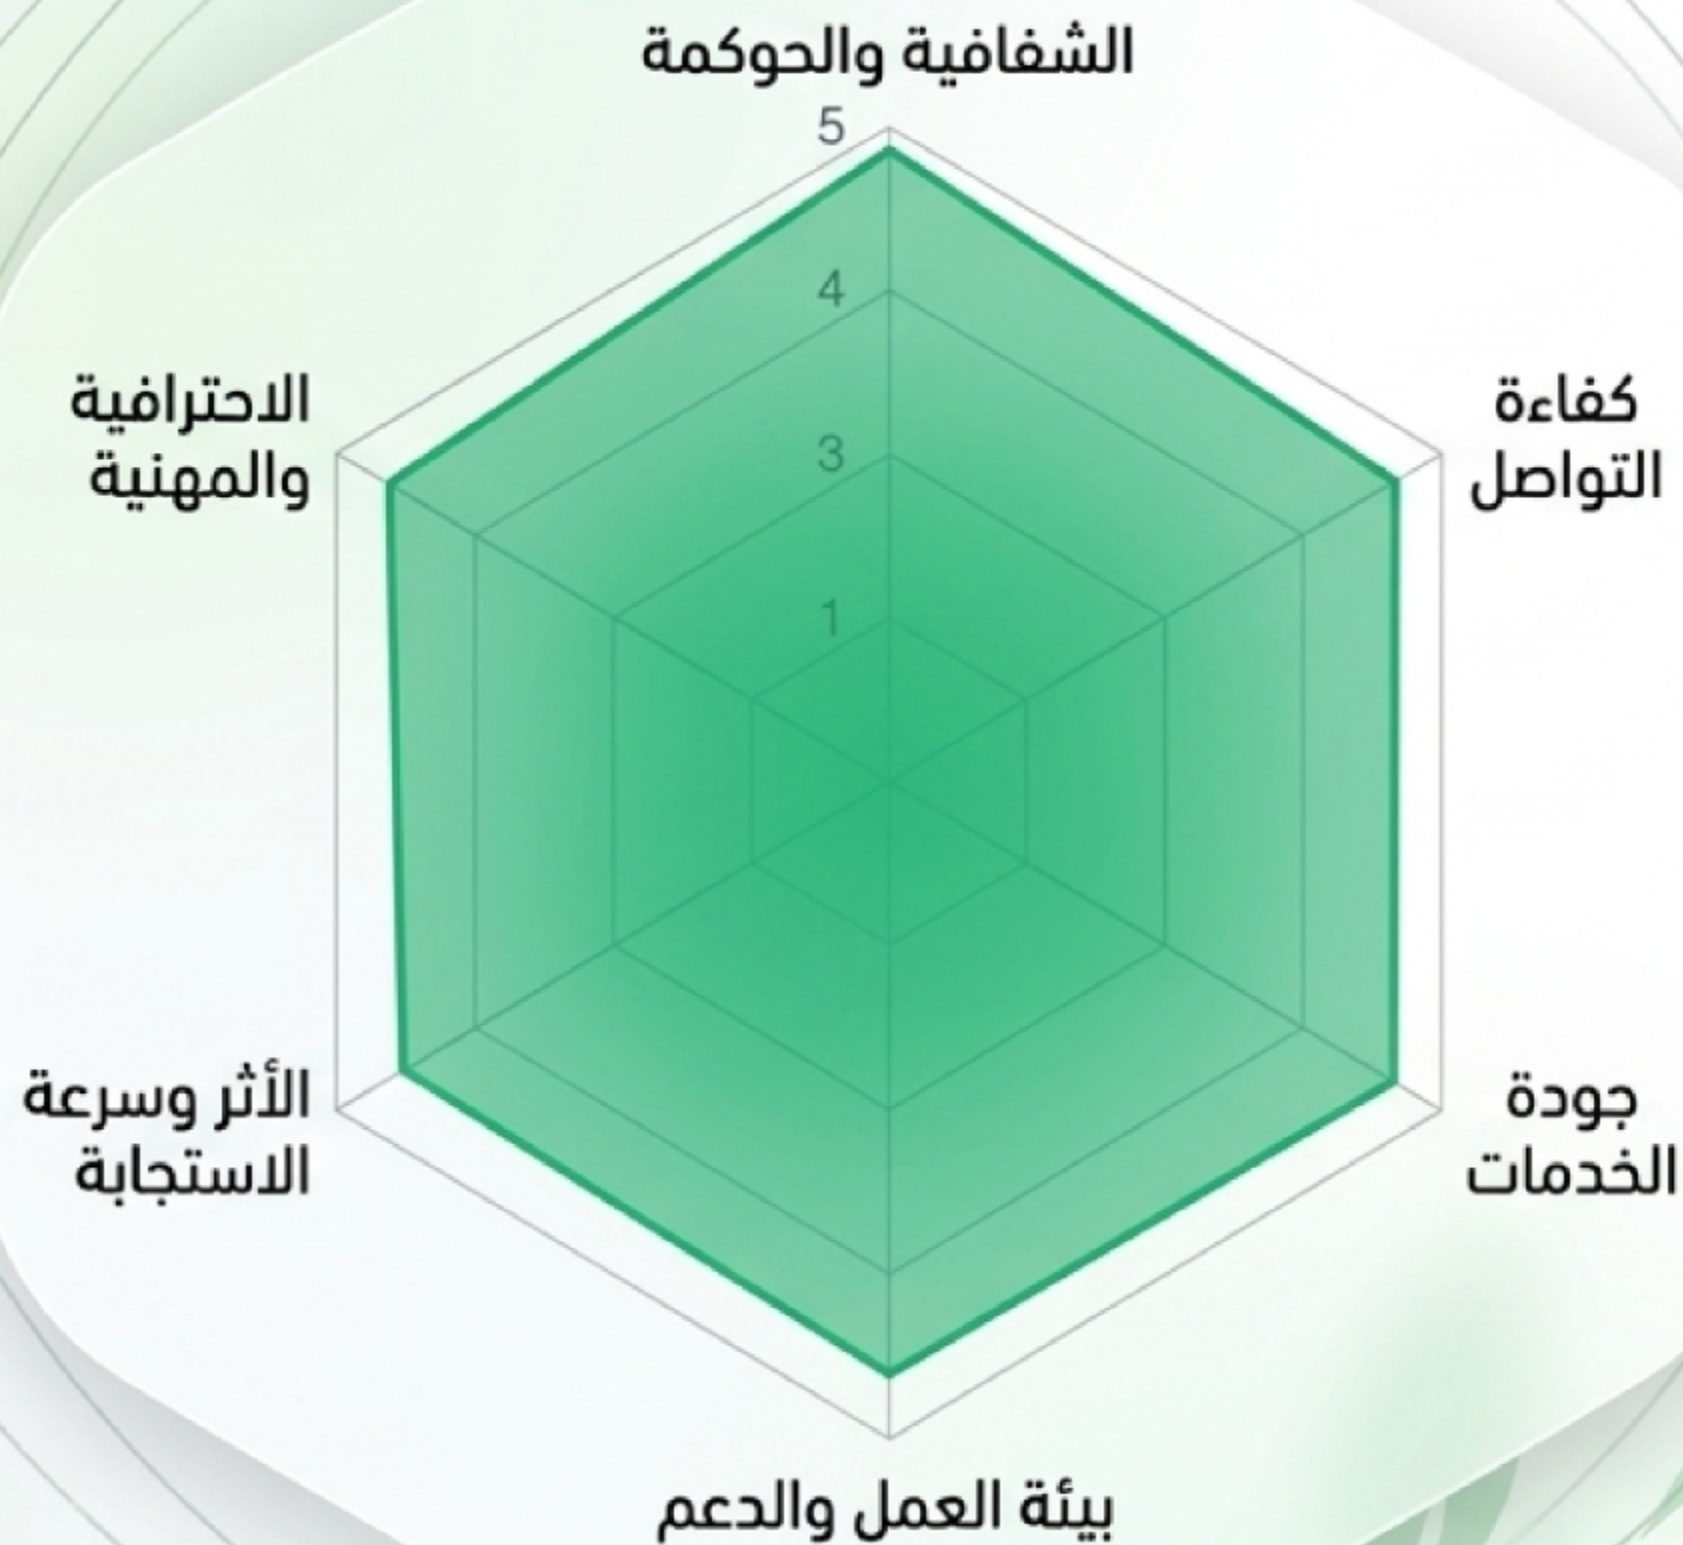 الشفافية والحوكمة
5
4
3
1
كفاءة
التواصل
الاحترافية
والمهنية
جودة
الخدمات
الأثر وسرعة
الاستجابة
بيئة العمل والدعم